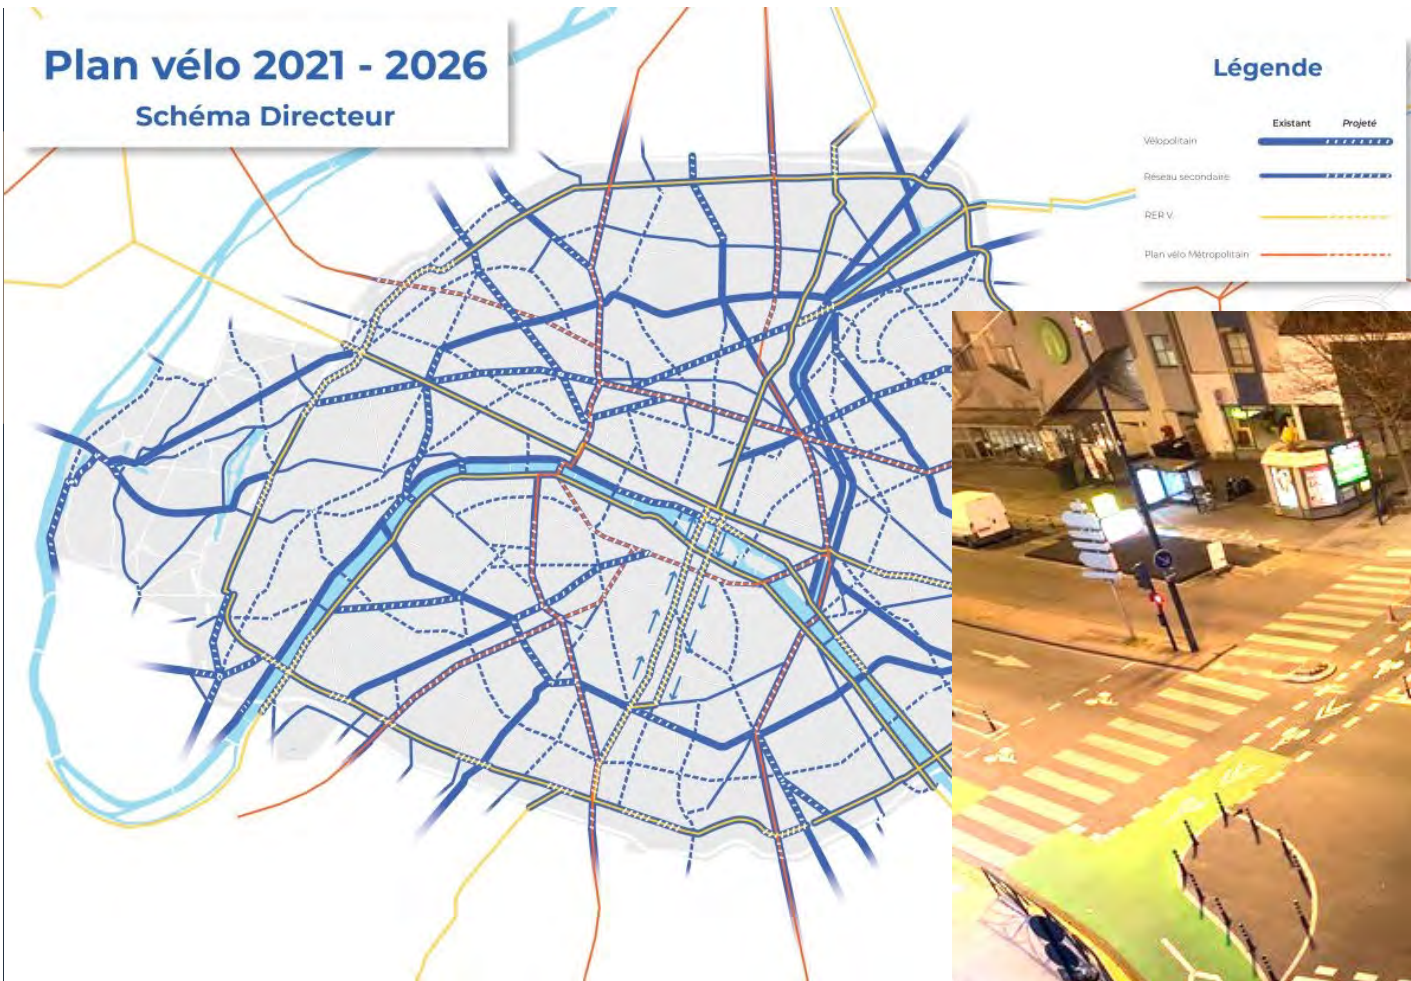 Plan vélo 2021 - 2026
Schéma Directeur
Légende
Existant Projeté
Vélopolitain
Réseau secondaire
RER V
Plan vélo Métropolitain